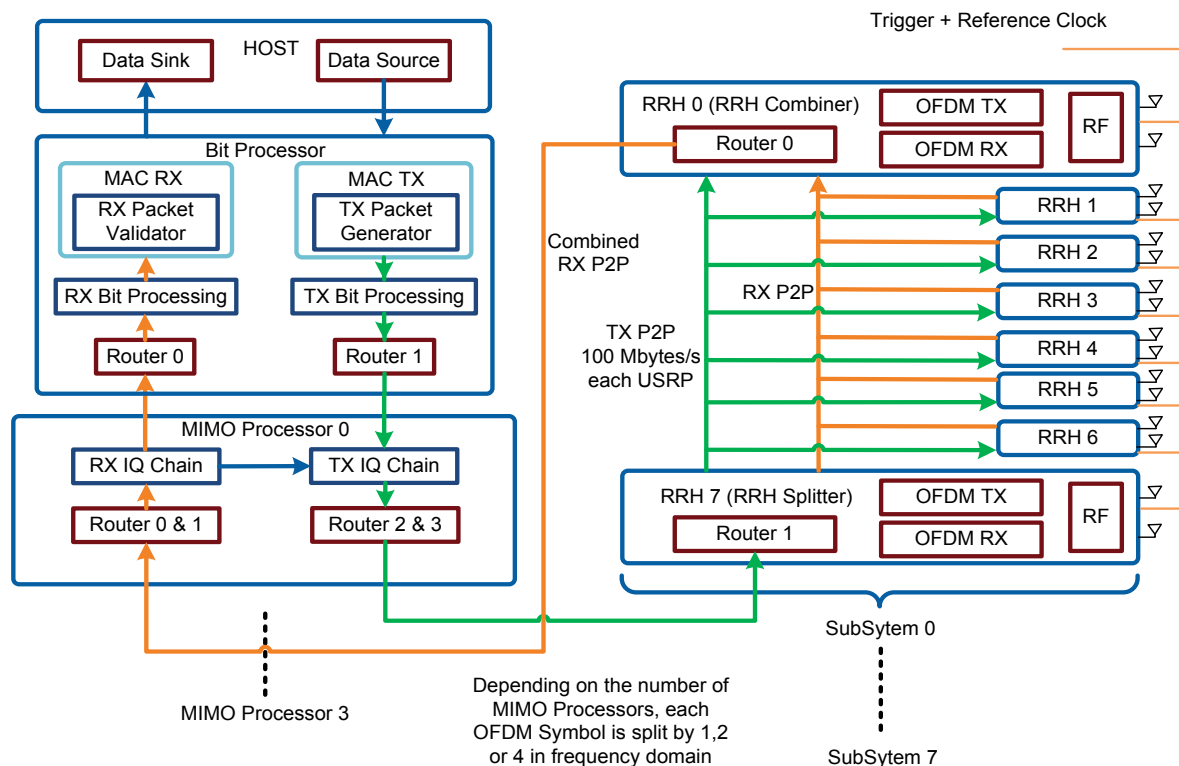 Trigger + Reference Clock
HOST
Data Sink
Data Source
Bit Processor
MAC RX
RX Packet
Validator
MAC TX
TX Packet
Generator
RX Bit Processing
TX Bit Processing
Router 0
Router 1
MIMO Processor 0
RX IQ Chain
TX IQ Chain
Router 0 & 1
Router 2 & 3
MIMO Processor 3
RRH 0 (RRH Combiner)
Router 0
OFDM TX
OFDM RX
RF
Combined
RX P2P
RX P2P
TX P2P
100 Mbytes/s
each USRP
RRH 1
RRH 2
RRH 3
RRH 4
RRH 5
RRH 6
RRH 7 (RRH Splitter)
Router 1
OFDM TX
OFDM RX
RF
SubSytem 0
SubSytem 7
Depending on the number of
MIMO Processors, each
OFDM Symbol is split by 1,2
or 4 in frequency domain